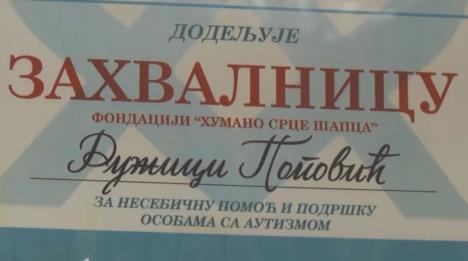 ДОДЕЉУЈЕ
ЗАХВАЛНИЦУ
ФОНДАЦИЈИ "ХУМАНО СРЦЕ ШАПЦА"
Ружици Поповић
ЗА НЕСЕБИЧНУ ПОМОЋ И ПОДРШКУ
ОСОБАМА СА АУТИЗМОМ